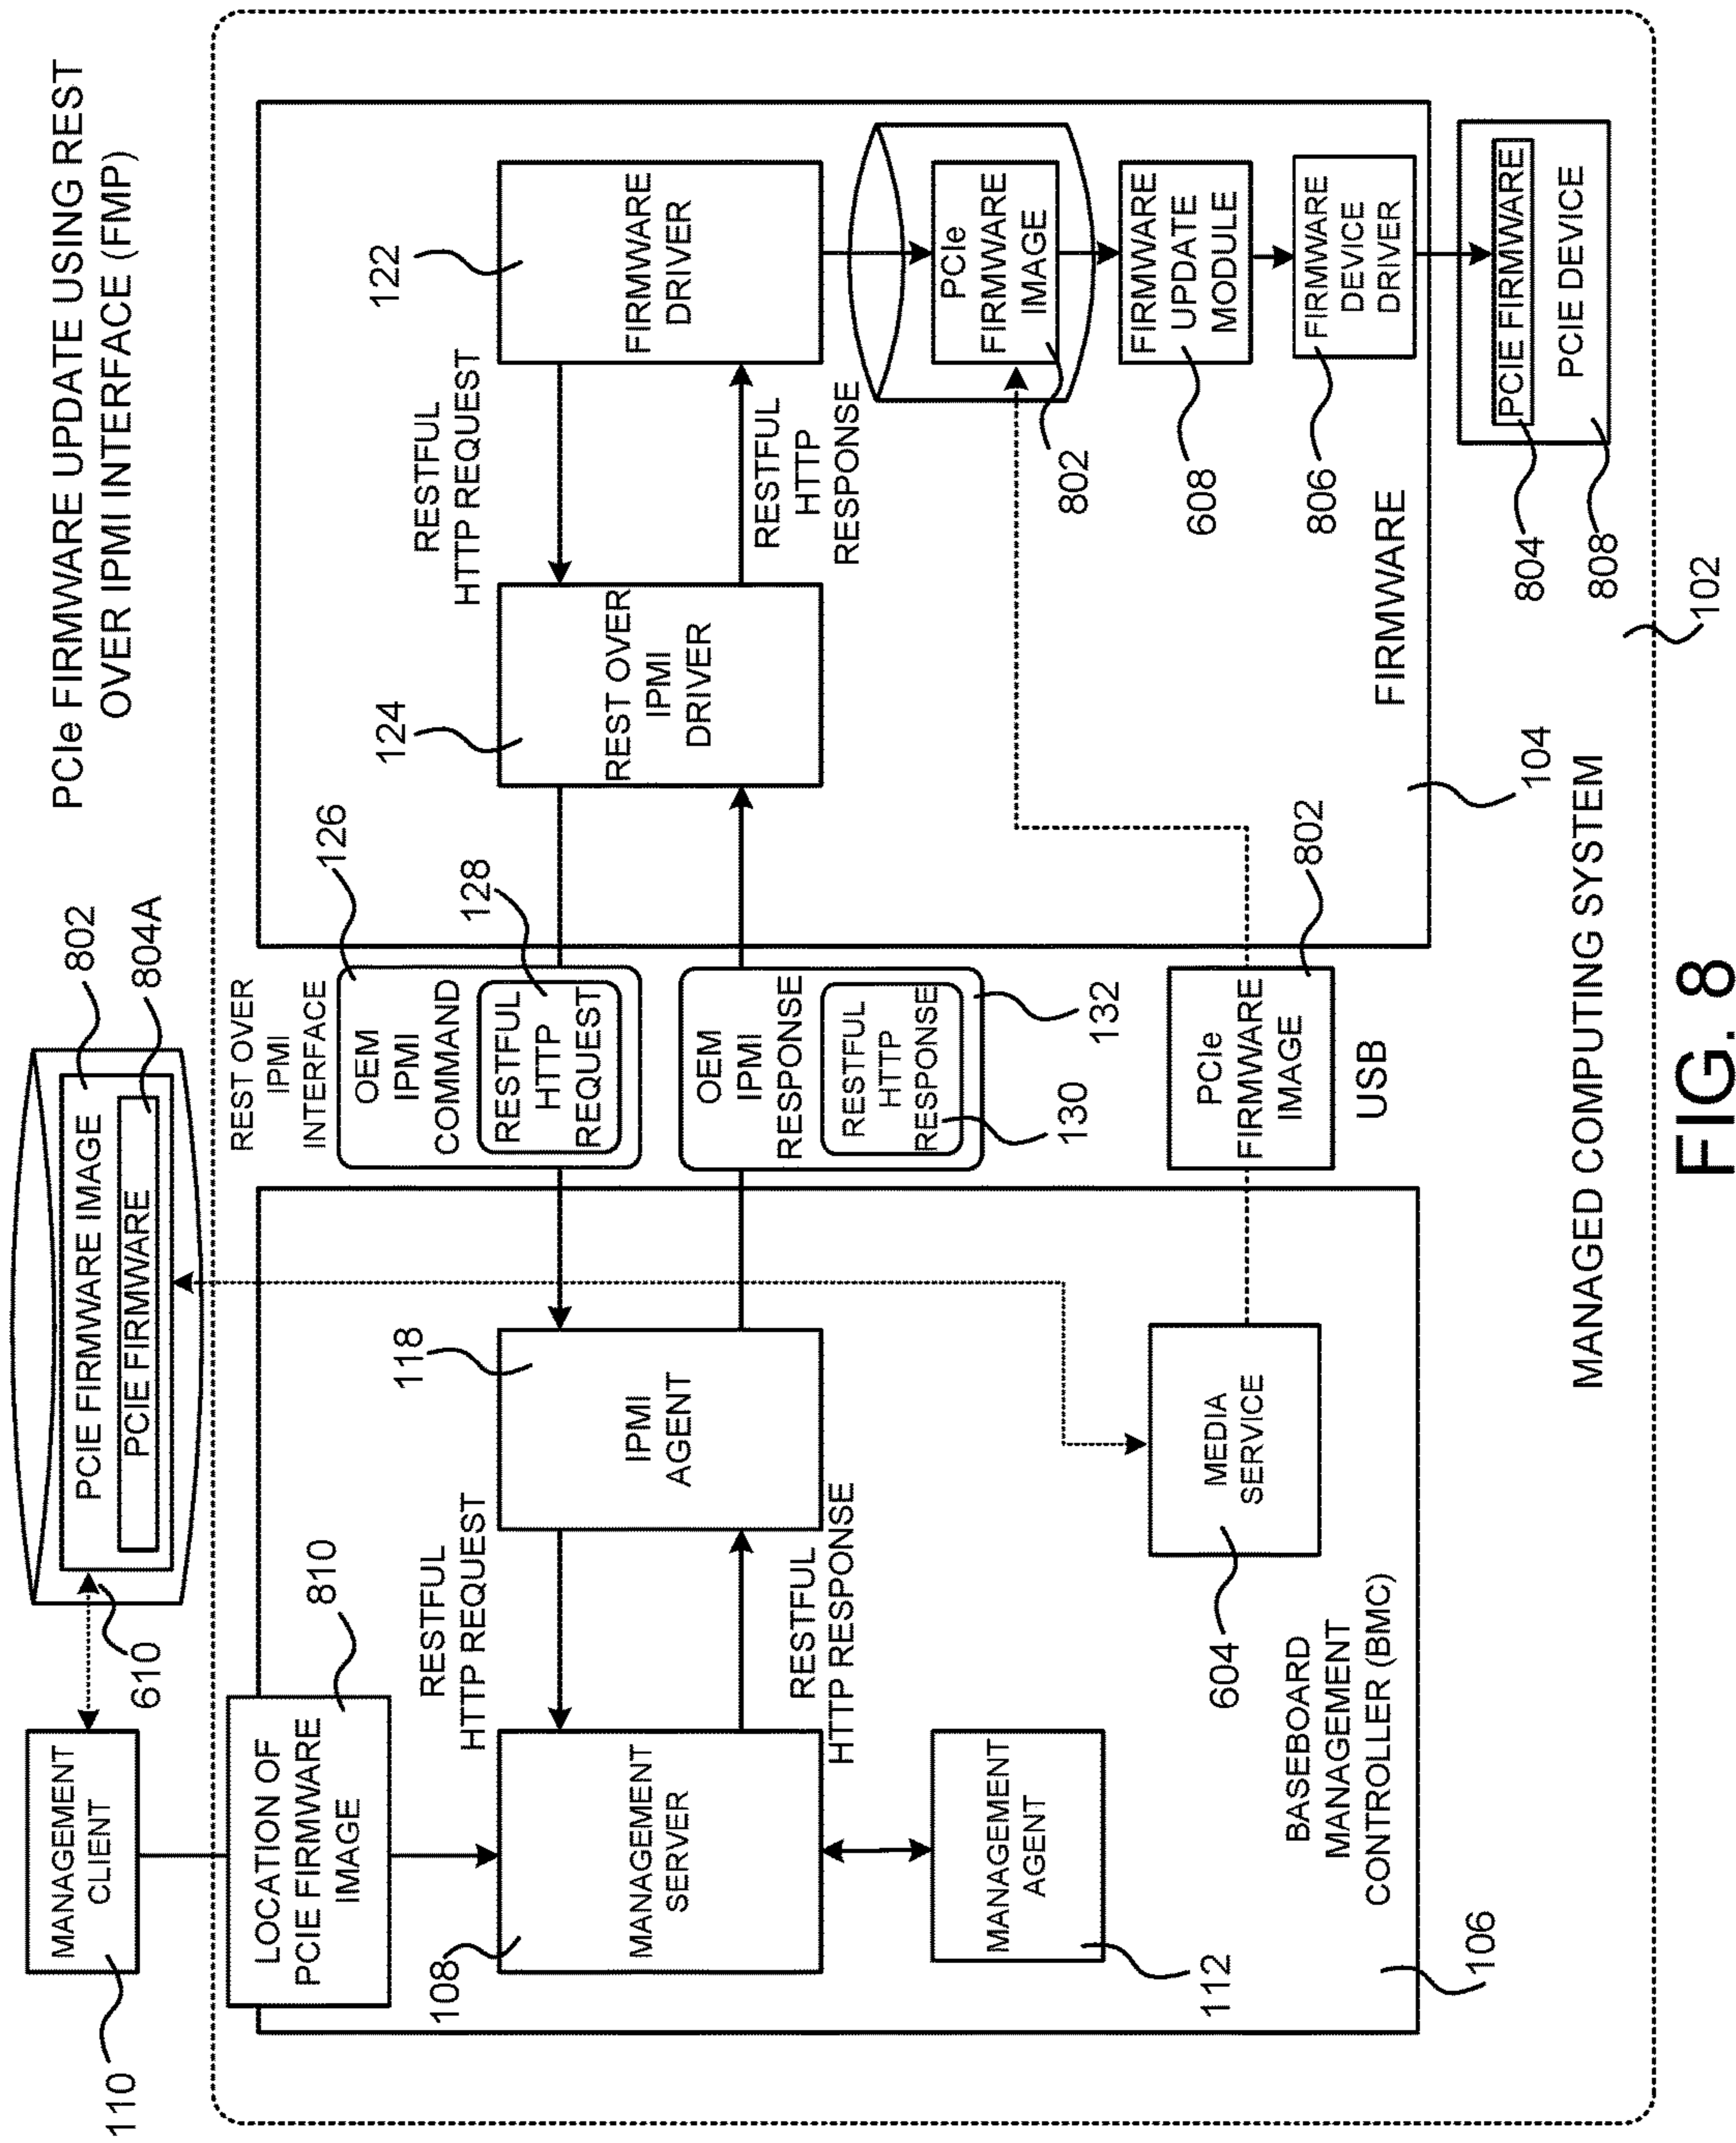 PCIe FIRMWARE UPDATE USING REST
OVER IPMI INTERFACE (FMP)
110
MANAGEMENT
CLIENT
610
PCIE FIRMWARE IMAGE
PCIE FIRMWARE
802
804A
LOCATION OF
PCIE FIRMWARE
IMAGE
810
REST OVER
IPMI
INTERFACE
126
OEM
IPMI
COMMAND
128
RESTFUL
HTTP
REQUEST
108
MANAGEMENT
SERVER
RESTFUL
HTTP REQUEST
RESTFUL
HTTP RESPONSE
118
IPMI
AGENT
OEM
IPMI
RESPONSE
132
RESTFUL
HTTP
RESPONSE
130
124
REST OVER
IPMI
DRIVER
RESTFUL
HTTP REQUEST
RESTFUL
HTTP
RESPONSE
122
FIRMWARE
DRIVER
MANAGEMENT
AGENT
112
PCIe
FIRMWARE
IMAGE
802
FIRMWARE
UPDATE
MODULE
608
FIRMWARE
DEVICE
DRIVER
806
604
MEDIA
SERVICE
PCIe
FIRMWARE
IMAGE
802
USB
BASEBOARD
MANAGEMENT
CONTROLLER (BMC)
106
FIRMWARE
104
PCIE FIRMWARE
804
PCIE DEVICE
808
MANAGED COMPUTING SYSTEM
102
FIG. 8